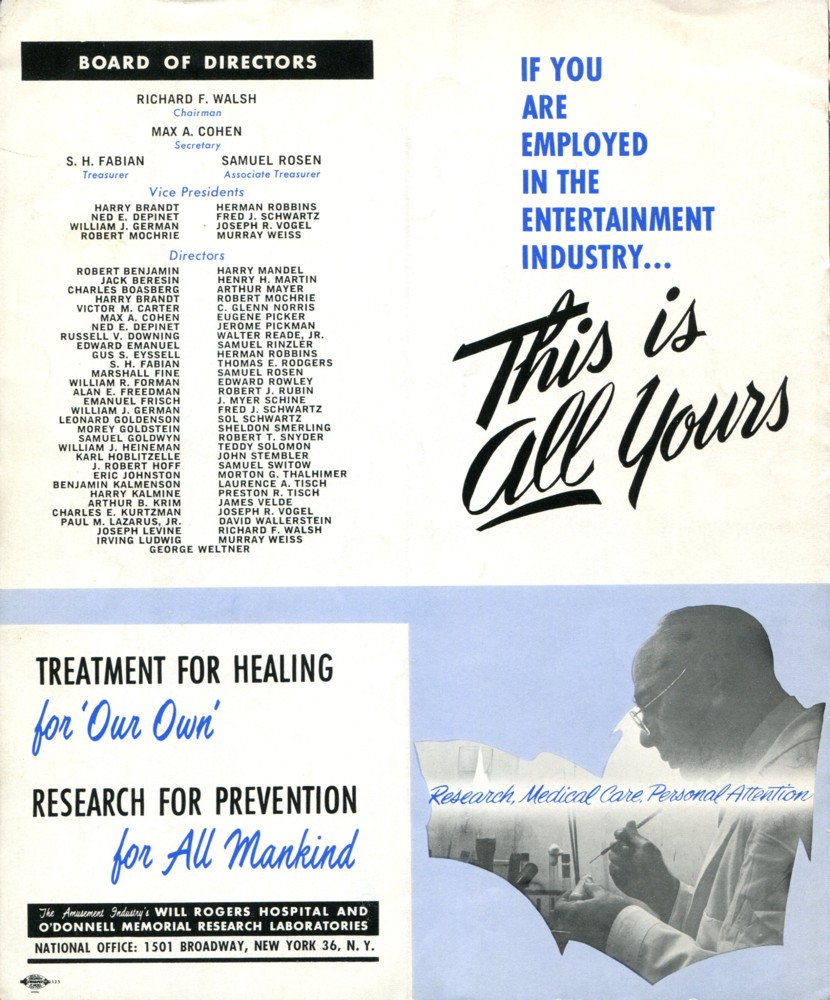 BOARD OF DIRECTORS
RICHARD F. WALSH
Chairman
MAX A. COHEN
Secretary
S. H. FABIAN SAMUEL ROSEN
Treasurer Associate Treasurer
Vice Presidents
HARRY BRANDT HERMAN ROBBINS
NED E. DEPINET FRED J. SCHWARTZ
WILLIAM J. GERMAN JOSEPH R. VOGEL
ROBERT MOCHRIE MURRAY WEISS
Directors
ROBERT BENJAMIN HARRY MANDEL
JACK BERESIN HENRY H. MARTIN
CHARLES BOASBERG ARTHUR MAYER
HARRY BRANDT ROBERT MOCHRIE
VICTOR M. CARTER C. GLENN NORRIS
MAX A. COHEN EUGENE PICKER
NED E. DEPINET JEROME PICKMAN
RUSSELL V. DOWNING WALTER READE, JR.
EDWARD EMANUEL SAMUEL RINZLER
GUS S. EYSSELL HERMAN ROBBINS
S. H. FABIAN THOMAS E. RODGERS
MARSHALL FINE SAMUEL ROSEN
WILLIAM R. FORMAN EDWARD ROWLEY
ALAN E. FREEDMAN ROBERT J. RUBIN
EMANUEL FRISCH J. MYER SCHINE
WILLIAM J. GERMAN FRED J. SCHWARTZ
LEONARD GOLDENSON SOL SCHWARTZ
MOREY GOLDSTEIN SHELDON SMERLING
SAMUEL GOLDWYN ROBERT T. SNYDER
WILLIAM J. HEINEMAN TEDDY SOLOMON
KARL HOBLITZELLE JOHN STEMBLER
J. ROBERT HOFF SAMUEL SWITOW
ERIC JOHNSTON MORTON G. THALHIMER
BENJAMIN KALMENSON LAURENCE A. TISCH
HARRY KALMINE PRESTON R. TISCH
ARTHUR B. KRIM JAMES VELDE
CHARLES E. KURTZMAN JOSEPH R. VOGEL
PAUL M. LAZARUS, JR. DAVID WALLERSTEIN
JOSEPH LEVINE RICHARD F. WALSH
IRVING LUDWIG MURRAY WEISS
GEORGE WELTNER
TREATMENT FOR HEALING
for 'Our Own'
RESEARCH FOR PREVENTION
for All Mankind
The Amusement Industry's WILL ROGERS HOSPITAL AND
O'DONNELL MEMORIAL RESEARCH LABORATORIES
NATIONAL OFFICE: 1501 BROADWAY, NEW YORK 36, N. Y.
IF YOU
ARE
EMPLOYED
IN THE
ENTERTAINMENT
INDUSTRY...
This is
All Yours
Research, Medical Care, Personal Attention